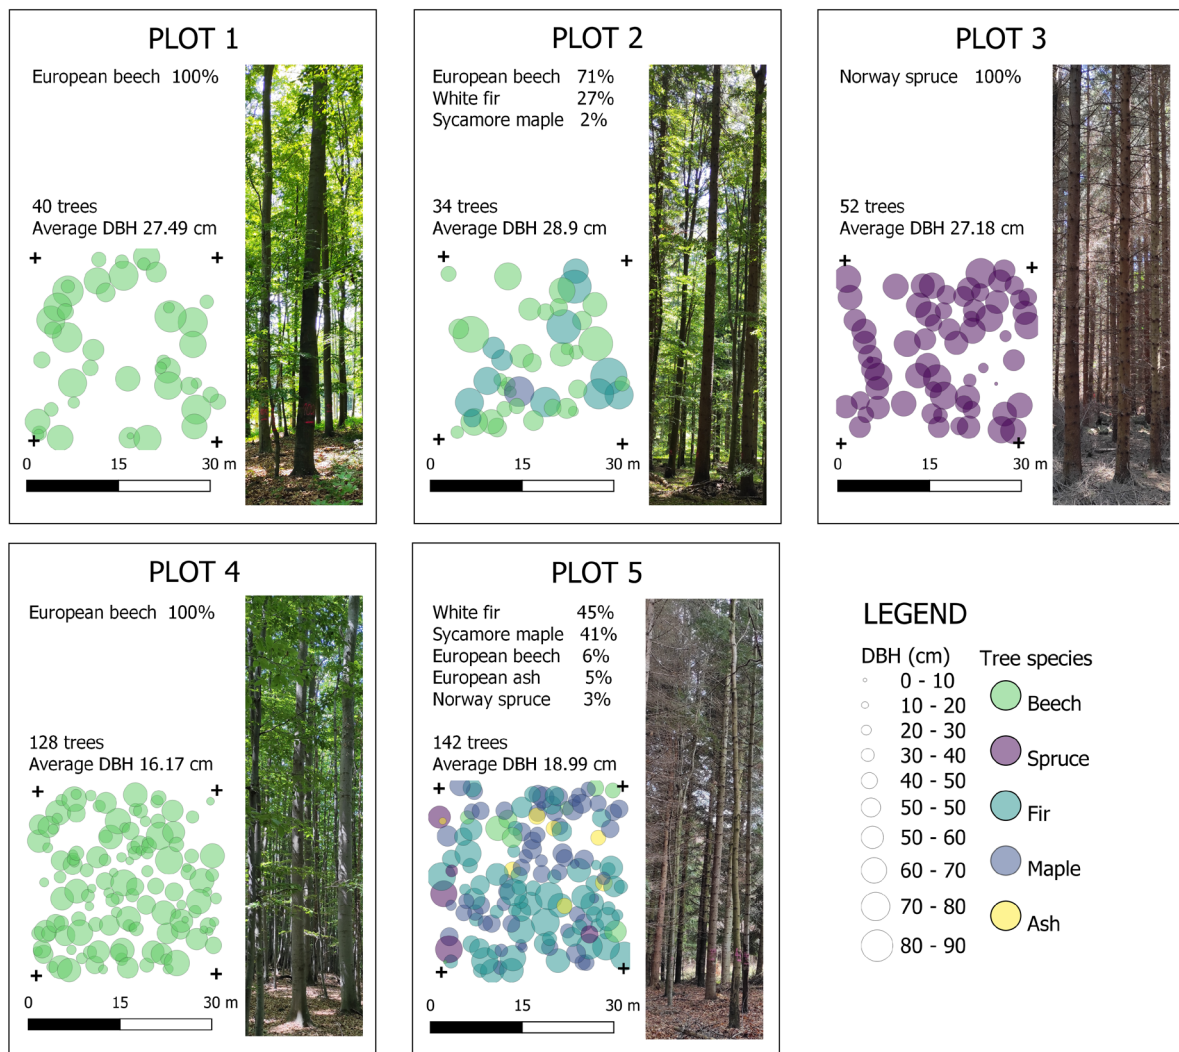 PLOT 1
European beech 100%
40 trees
Average DBH 27.49 cm
0 15 30 m
PLOT 2
European beech 71%
White fir 27%
Sycamore maple 2%
34 trees
Average DBH 28.9 cm
0 15 30 m
PLOT 3
Norway spruce 100%
52 trees
Average DBH 27.18 cm
0 15 30 m
PLOT 4
European beech 100%
128 trees
Average DBH 16.17 cm
0 15 30 m
PLOT 5
White fir 45%
Sycamore maple 41%
European beech 6%
European ash 5%
Norway spruce 3%
142 trees
Average DBH 18.99 cm
0 15 30 m
LEGEND
DBH (cm)
0 - 10
10 - 20
20 - 30
30 - 40
40 - 50
50 - 50
50 - 60
60 - 70
70 - 80
80 - 90
Tree species
Beech
Spruce
Fir
Maple
Ash